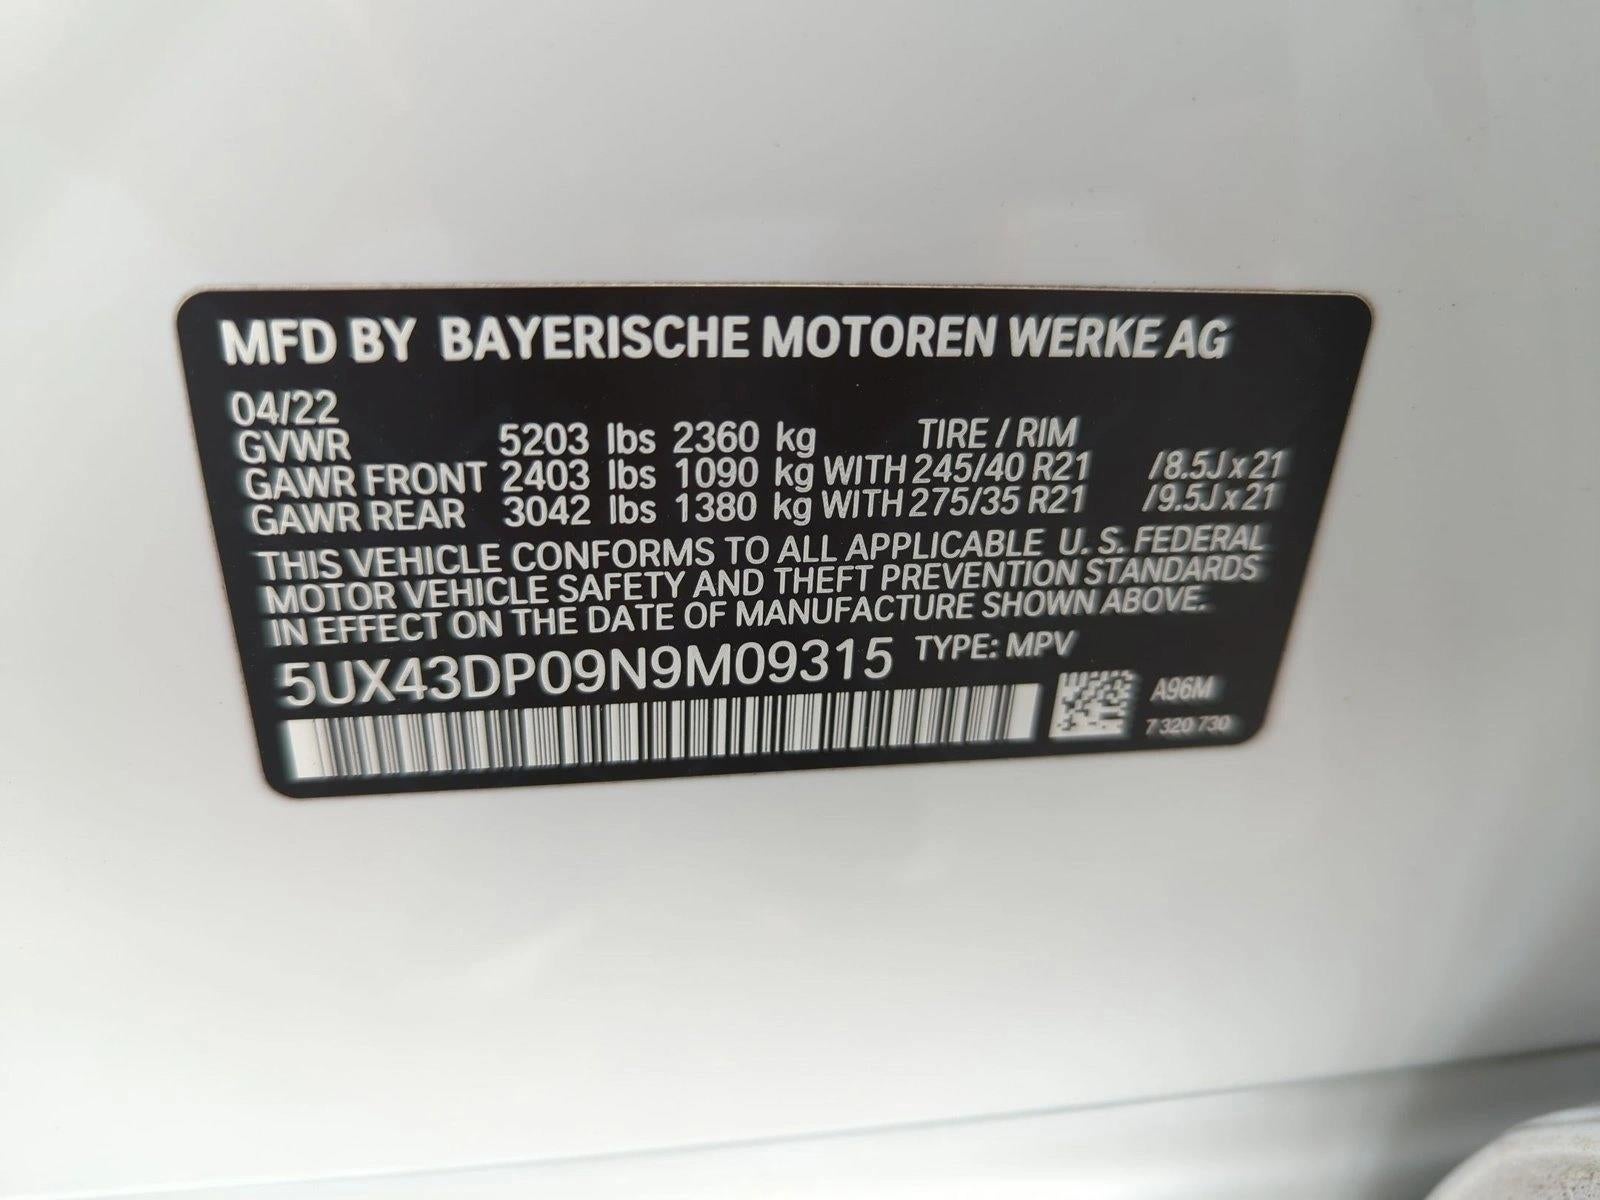 MFD BY BAYERISCHE MOTOREN WERKE AG
04/22
GVWR 5203 lbs 2360 kg TIRE / RIM
GAWR FRONT 2403 lbs 1090 kg WITH 245/40 R21 /8.5J x 21
GAWR REAR 3042 lbs 1380 kg WITH 275/35 R21 /9.5J x 21
THIS VEHICLE CONFORMS TO ALL APPLICABLE U. S. FEDERAL
MOTOR VEHICLE SAFETY AND THEFT PREVENTION STANDARDS
IN EFFECT ON THE DATE OF MANUFACTURE SHOWN ABOVE.
5UX43DP09N9M09315 TYPE: MPV
A96M
7 320 730